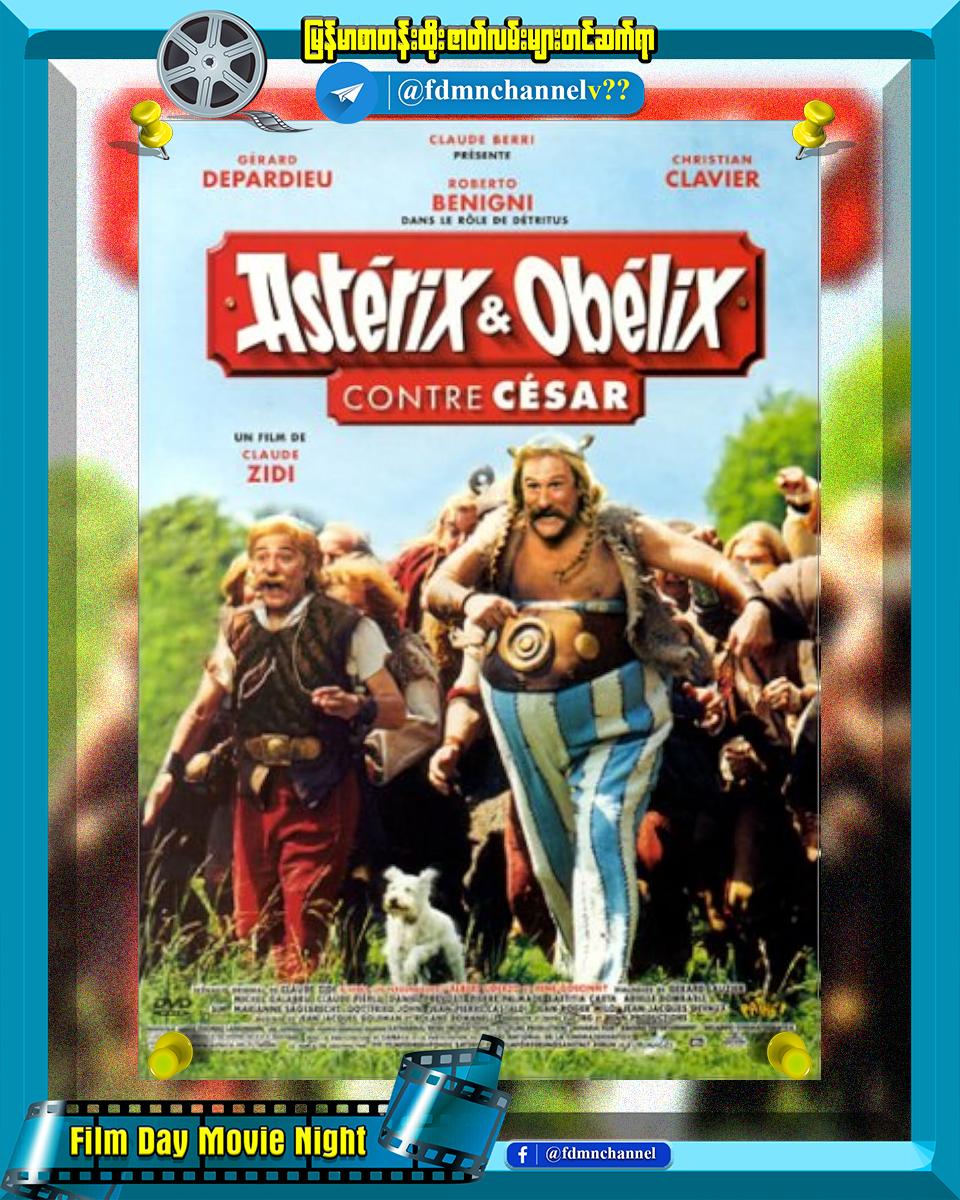 မြန်မာစာတန်းထိုးဇာတ်လမ်းများတင်ဆက်ရာ
@fdmnchannelv??
CLAUDE BERRI
PRÉSENTE
GÉRARD
DEPARDIEU
CHRISTIAN
CLAVIER
ROBERTO
BENIGNI
DANS LE RÔLE DE DÉTRITUS
Astérix & Obélix
CONTRE CÉSAR
UN FILM DE
CLAUDE
ZIDI
DVD
Film Day Movie Night
f @fdmnchannel